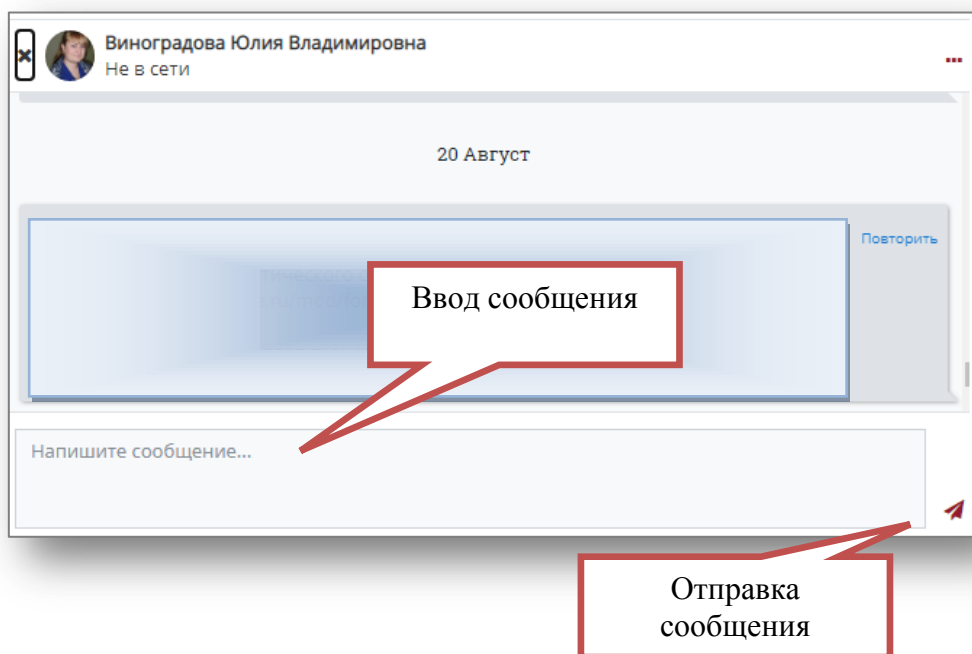 Виноградова Юлия Владимировна
Не в сети
20 Август
Повторить
Ввод сообщения
Напишите сообщение...
Отправка
сообщения